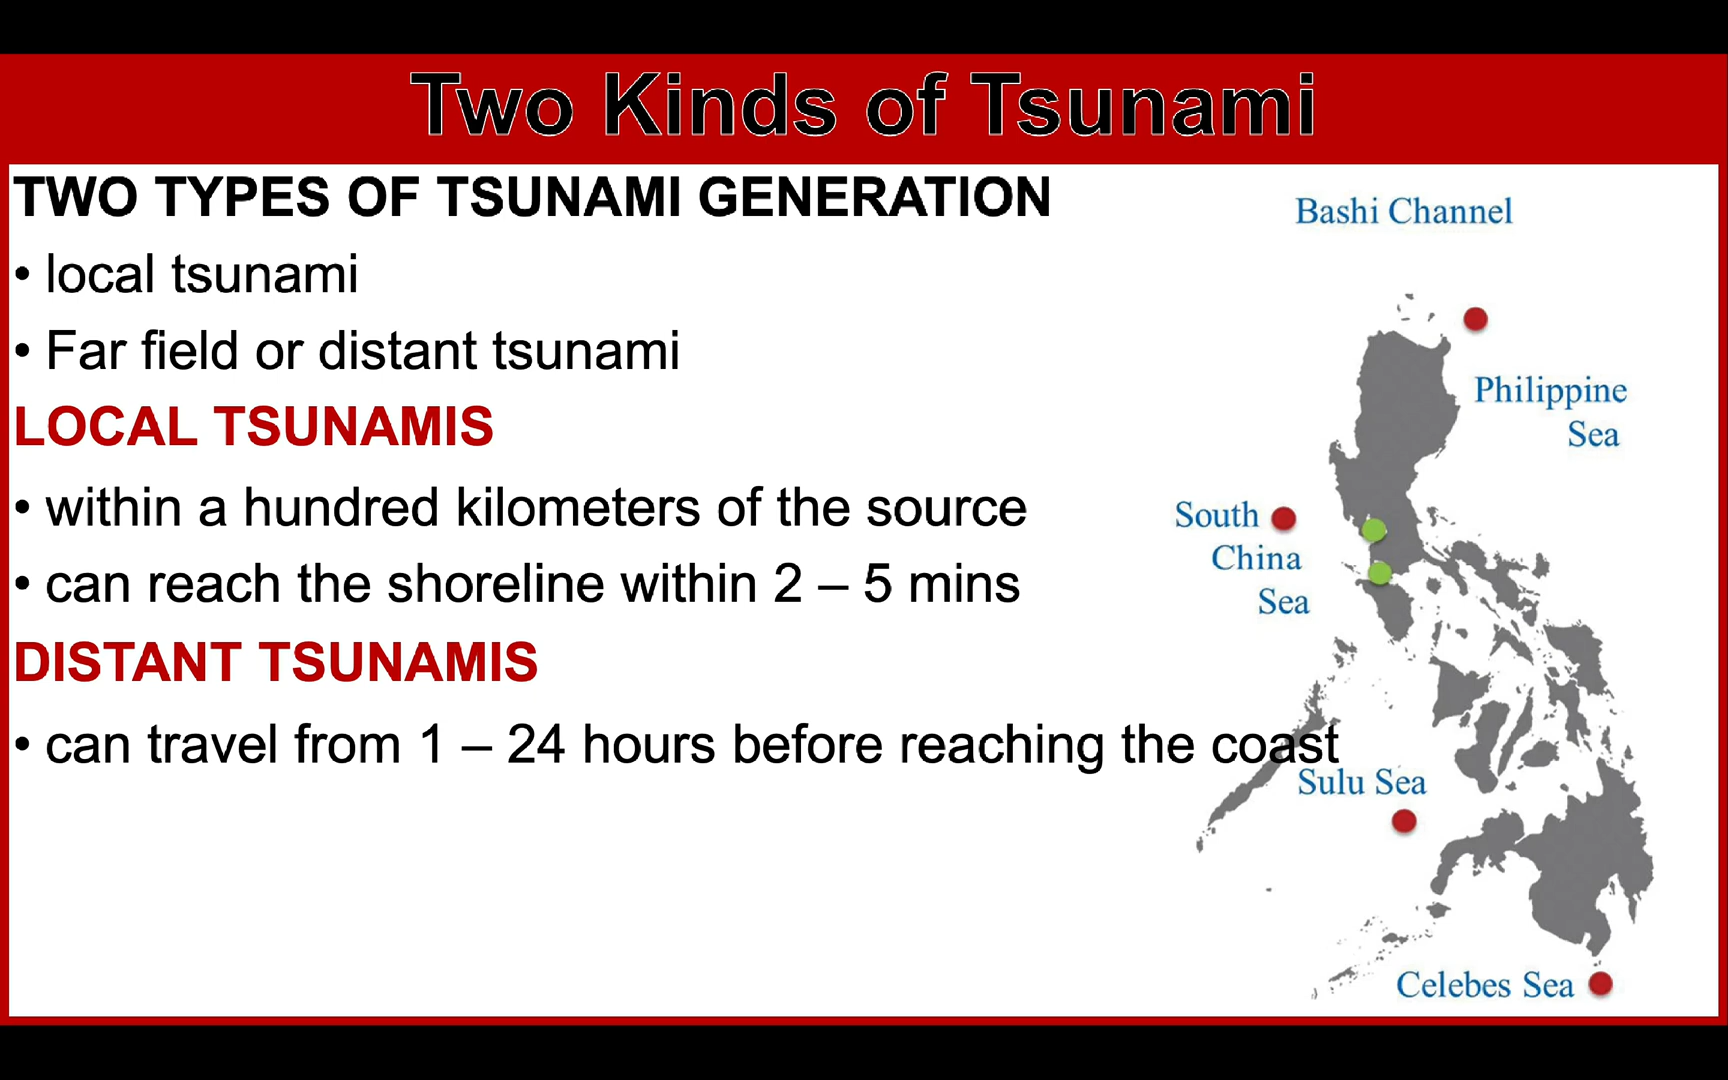 Two Kinds of Tsunami
TWO TYPES OF TSUNAMI GENERATION
• local tsunami
• Far field or distant tsunami
LOCAL TSUNAMIS
• within a hundred kilometers of the source
• can reach the shoreline within 2 – 5 mins
DISTANT TSUNAMIS
• can travel from 1 – 24 hours before reaching the coast
Bashi Channel
Philippine
Sea
South
China
Sea
Sulu Sea
Celebes Sea